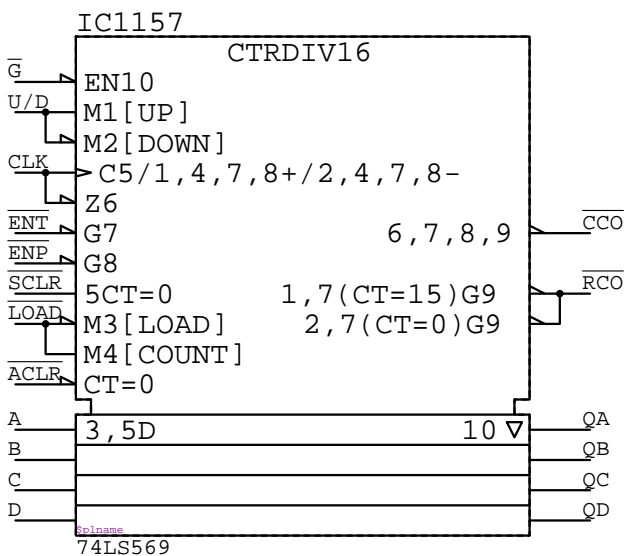 IC1157
CTRDIV16
G
EN10
U/D
M1[UP]
M2[DOWN]
CLK
C5/1,4,7,8+/2,4,7,8-
Z6
ENT
G7
6,7,8,9
CCO
ENP
G8
SCLR
5CT=0
1,7(CT=15)G9
RCO
LOAD
M3[LOAD]
2,7(CT=0)G9
M4[COUNT]
ACLR
CT=0
A
3,5D
10
QA
B
QB
C
QC
D
QD
$plname
74LS569